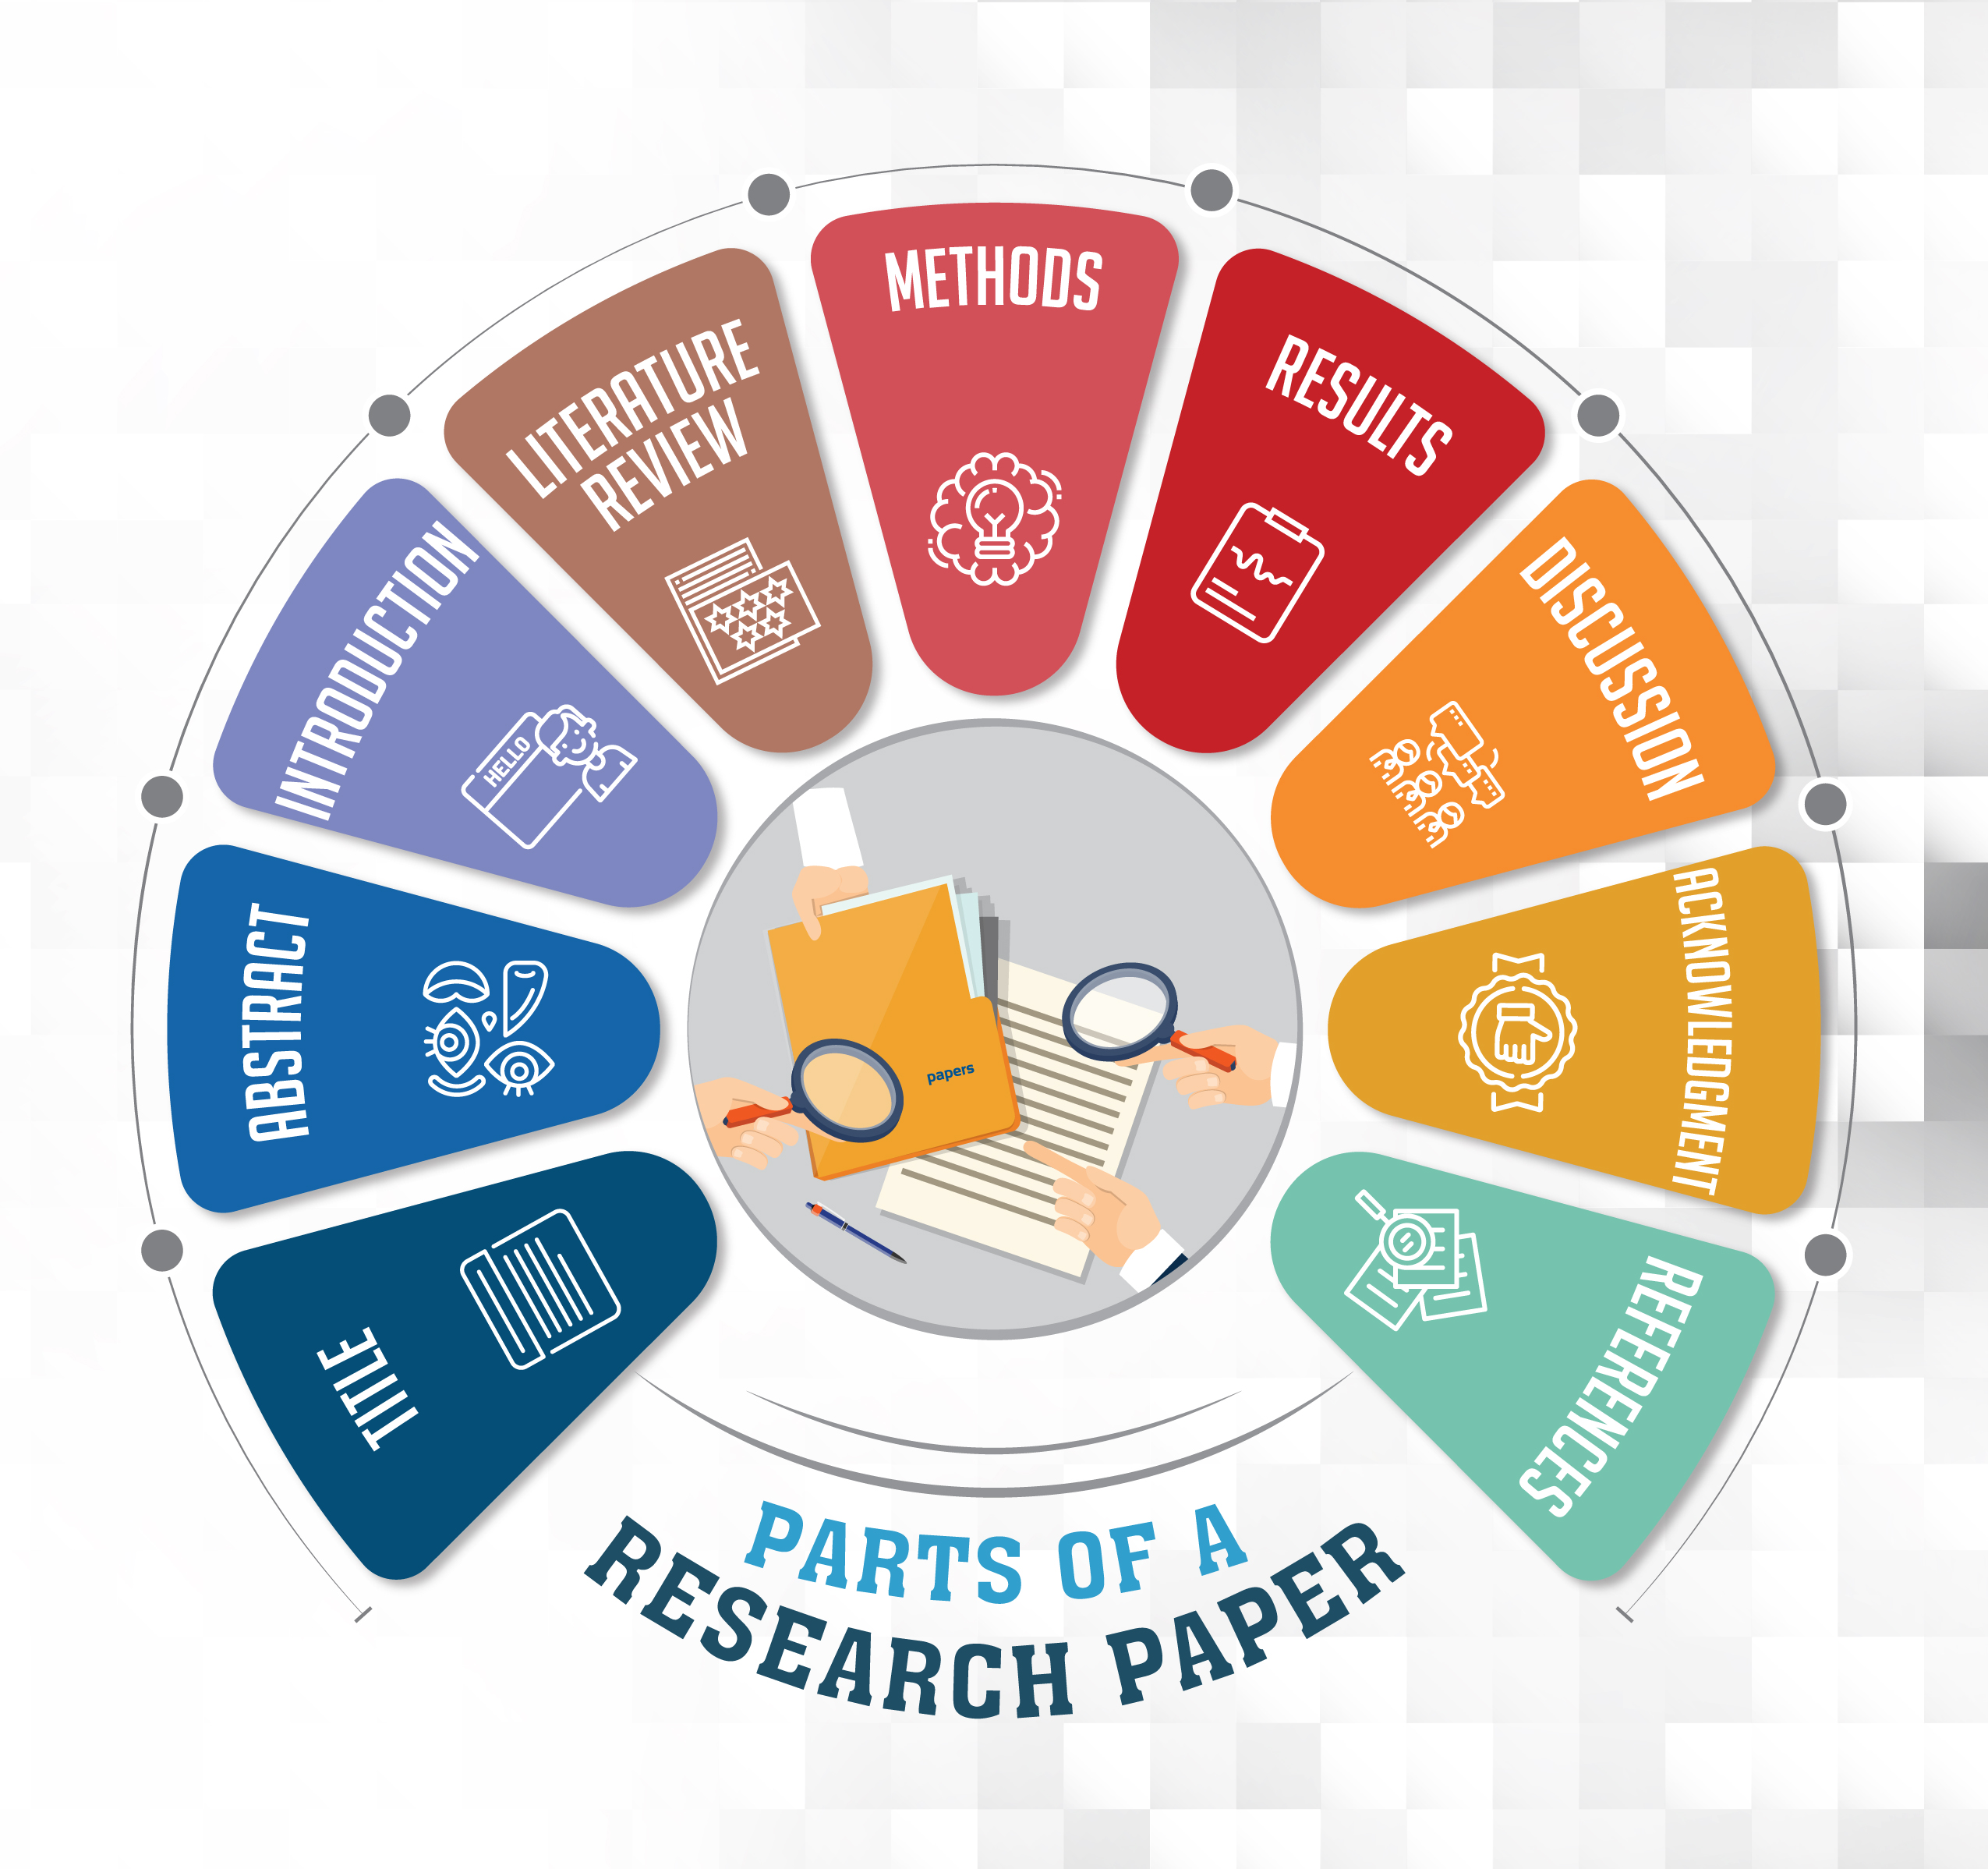 TITLE
ABSTRACT
INTRODUCTION
HELLO
LITERATURE
REVIEW
METHODS
RESULTS
DISCUSSION
ACKNOWLEDGMENT
REFERENCES
papers
PARTS OF A
RESEARCH PAPER